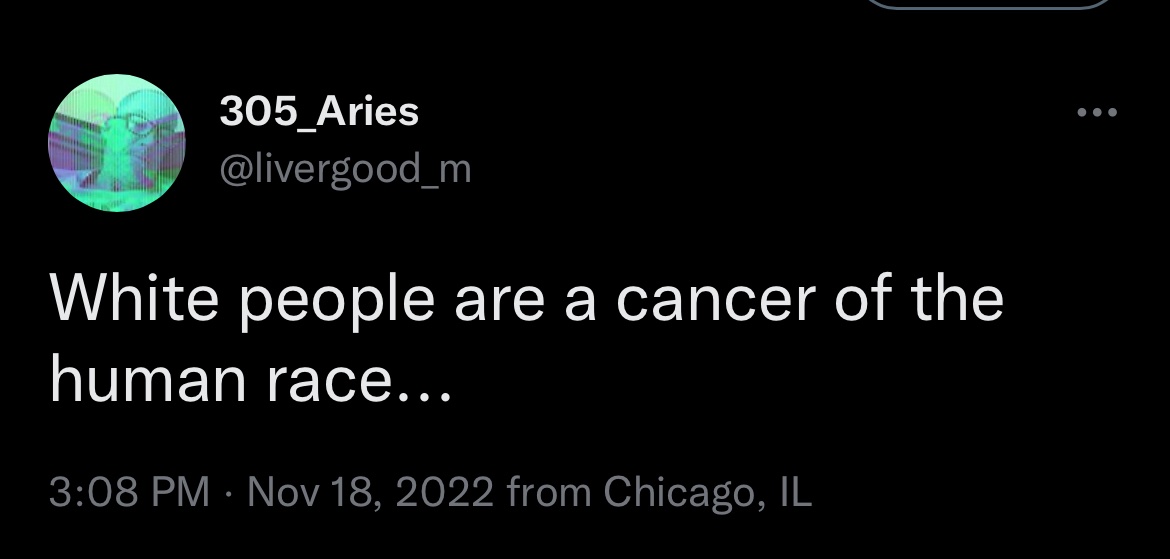 305_Aries
@livergood_m
White people are a cancer of the
human race...
3:08 PM · Nov 18, 2022 from Chicago, IL